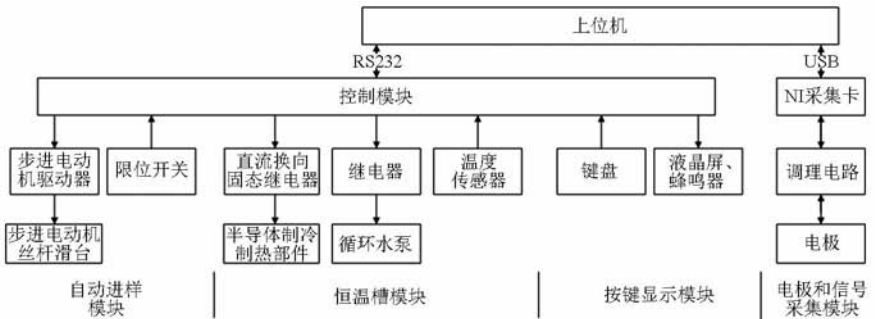 上位机
RS232
USB
控制模块
NI采集卡
步进电动
机驱动器
限位开关
直流换向
固态继电器
继电器
温度
传感器
键盘
液晶屏、
蜂鸣器
调理电路
步进电动机
丝杆滑台
半导体制冷
制热部件
循环水泵
电极
自动进样
模块
恒温槽模块
按键显示模块
电极和信号
采集模块